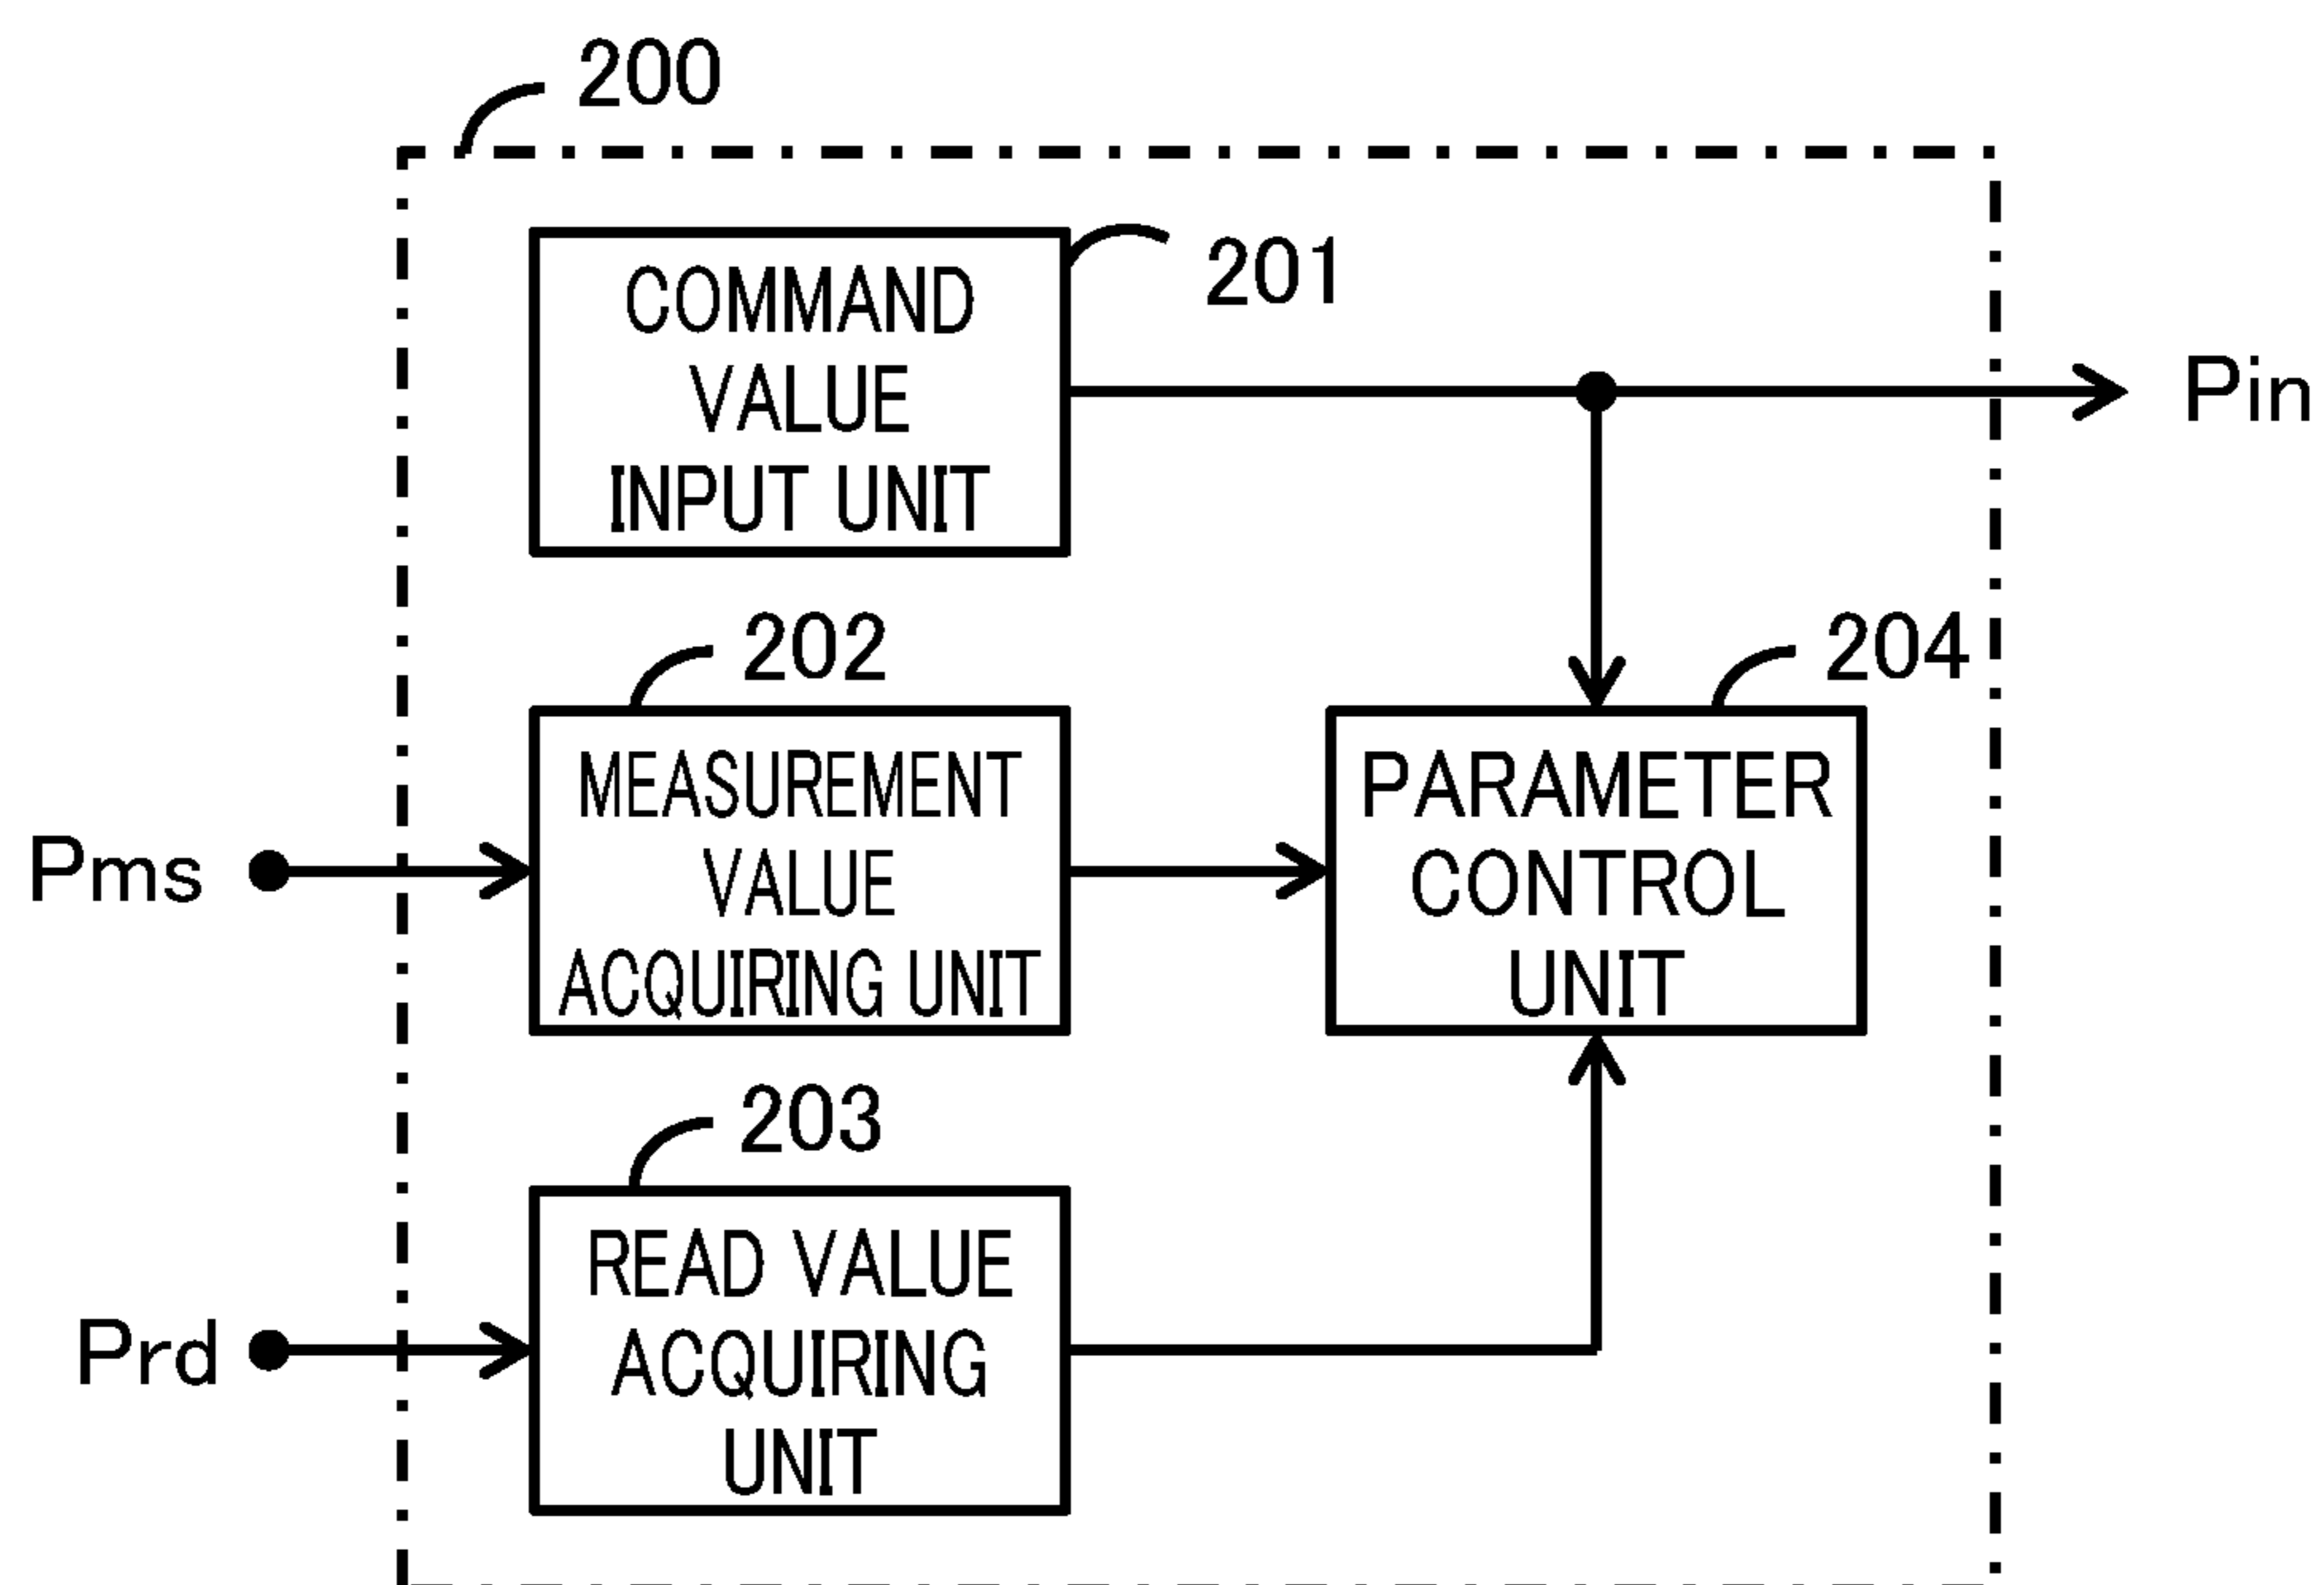 200
COMMAND
VALUE
INPUT UNIT
201
Pin
202
MEASUREMENT
VALUE
ACQUIRING UNIT
204
PARAMETER
CONTROL
UNIT
Pms
203
READ VALUE
ACQUIRING
UNIT
Prd